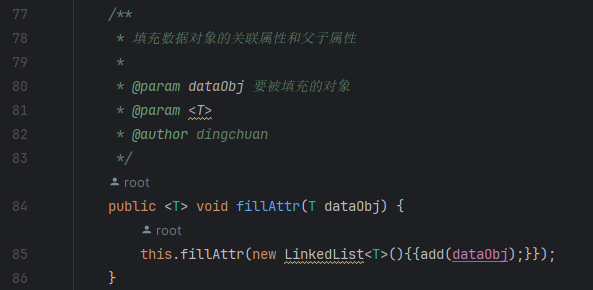 77 /**
78 * 填充数据对象的关联属性和父子属性
79 *
80 * @param dataObj 要被填充的对象
81 * @param <T>
82 * @author dingchuan
83 */
root
84 public <T> void fillAttr(T dataObj) {
root
85 this.fillAttr(new LinkedList<T>(){{add(dataObj);}});
86 }